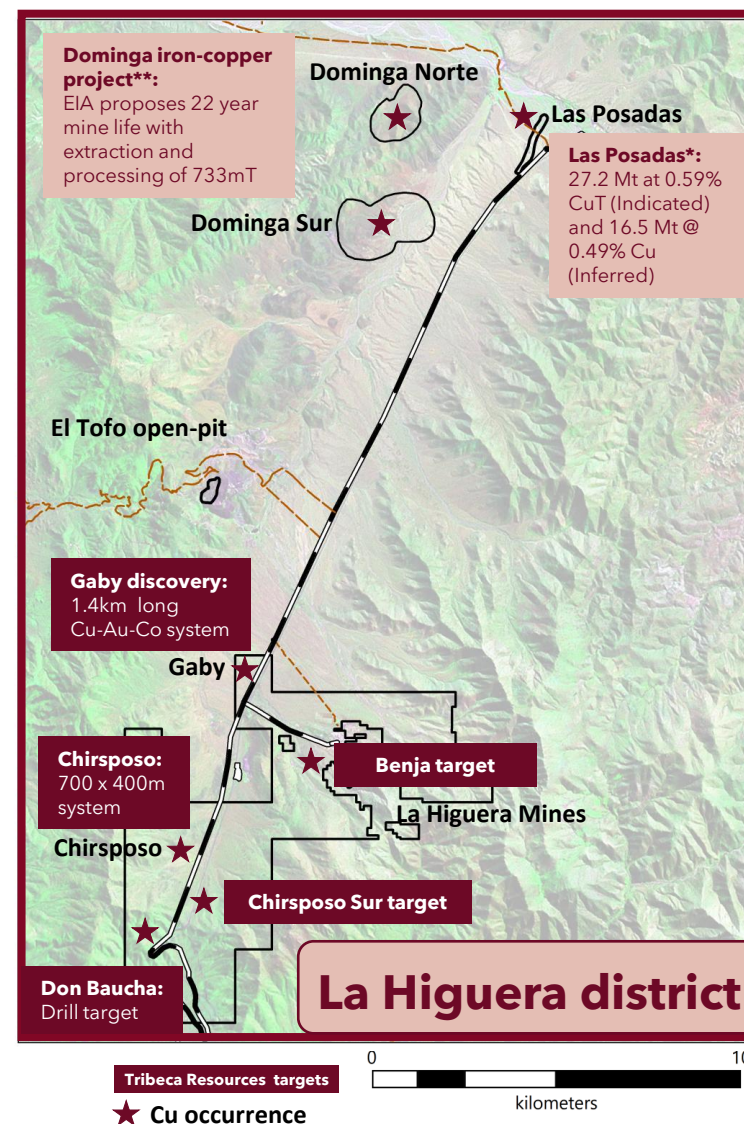 Dominga iron-copper
project**:
EIA proposes 22 year
mine life with
extraction and
processing of 733mT
Dominga Norte
Las Posadas
Las Posadas*:
27.2 Mt at 0.59%
CuT (Indicated)
and 16.5 Mt @
0.49% Cu
(Inferred)
Dominga Sur
El Tofo open-pit
Gaby discovery:
1.4km long
Cu-Au-Co system
Gaby
Chirsposo:
700 x 400m
system
Benja target
La Higuera Mines
Chirsposo
Chirsposo Sur target
Don Baucha:
Drill target
La Higuera district
Tribeca Resources targets
Cu occurrence
0
10
kilometers